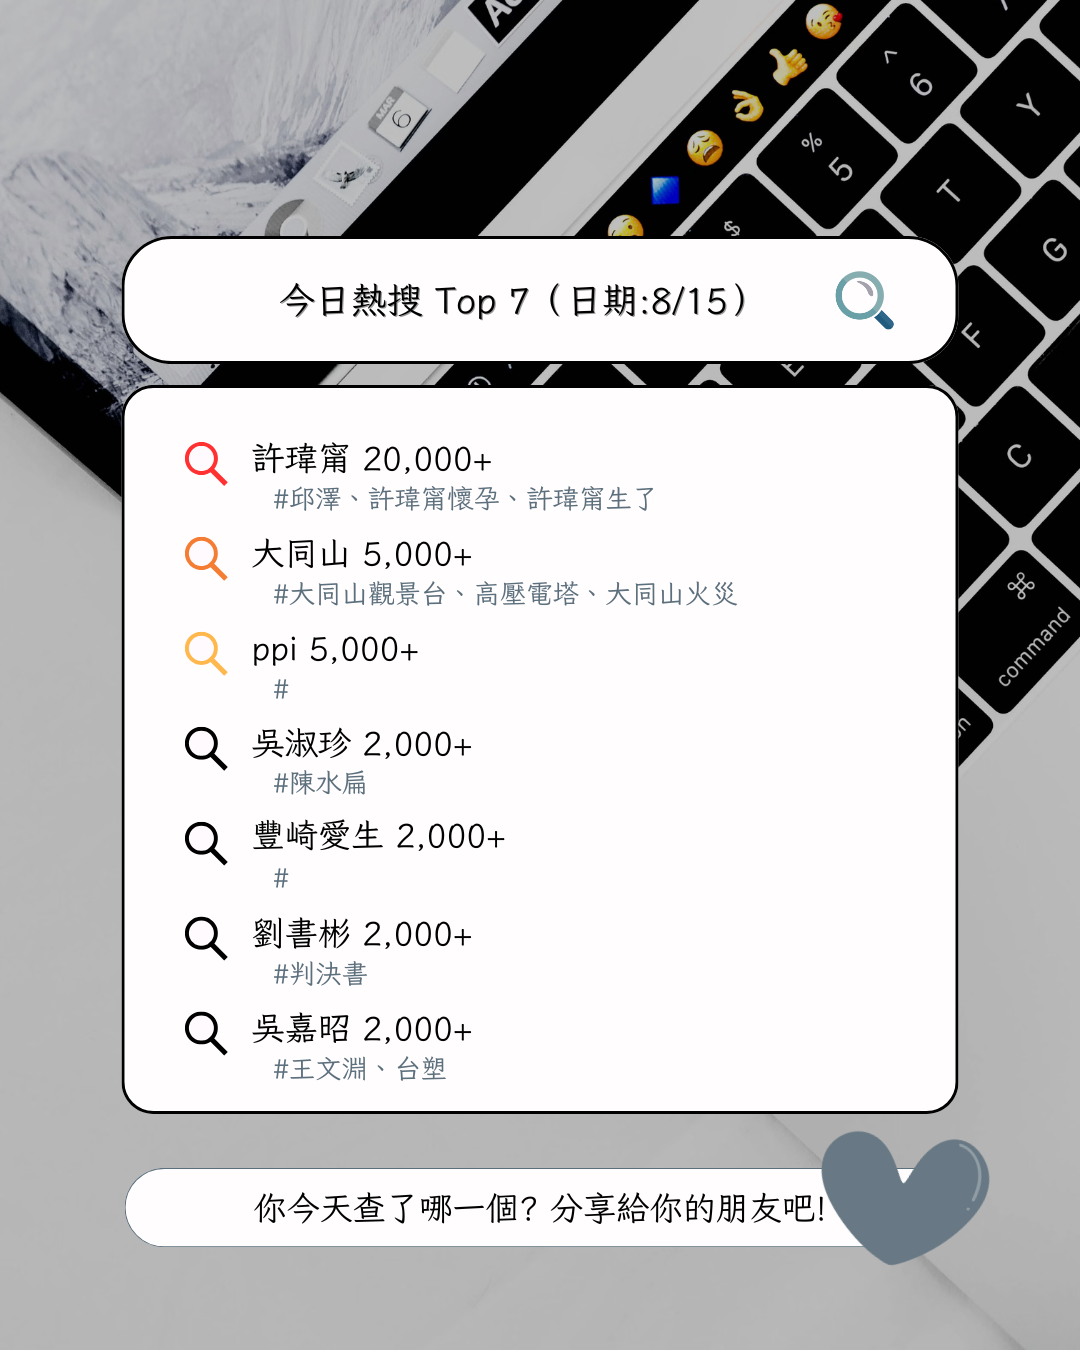 MAR
6
^
6
Y
%
5
T
$
G
F
E
C
⌘
command
今日熱搜 Top 7（日期:8/15）
許瑋甯 20,000+
#邱澤、許瑋甯懷孕、許瑋甯生了
大同山 5,000+
#大同山觀景台、高壓電塔、大同山火災
ppi 5,000+
#
吳淑珍 2,000+
#陳水扁
豐崎愛生 2,000+
#
劉書彬 2,000+
#判決書
吳嘉昭 2,000+
#王文淵、台塑
你今天查了哪一個? 分享給你的朋友吧!